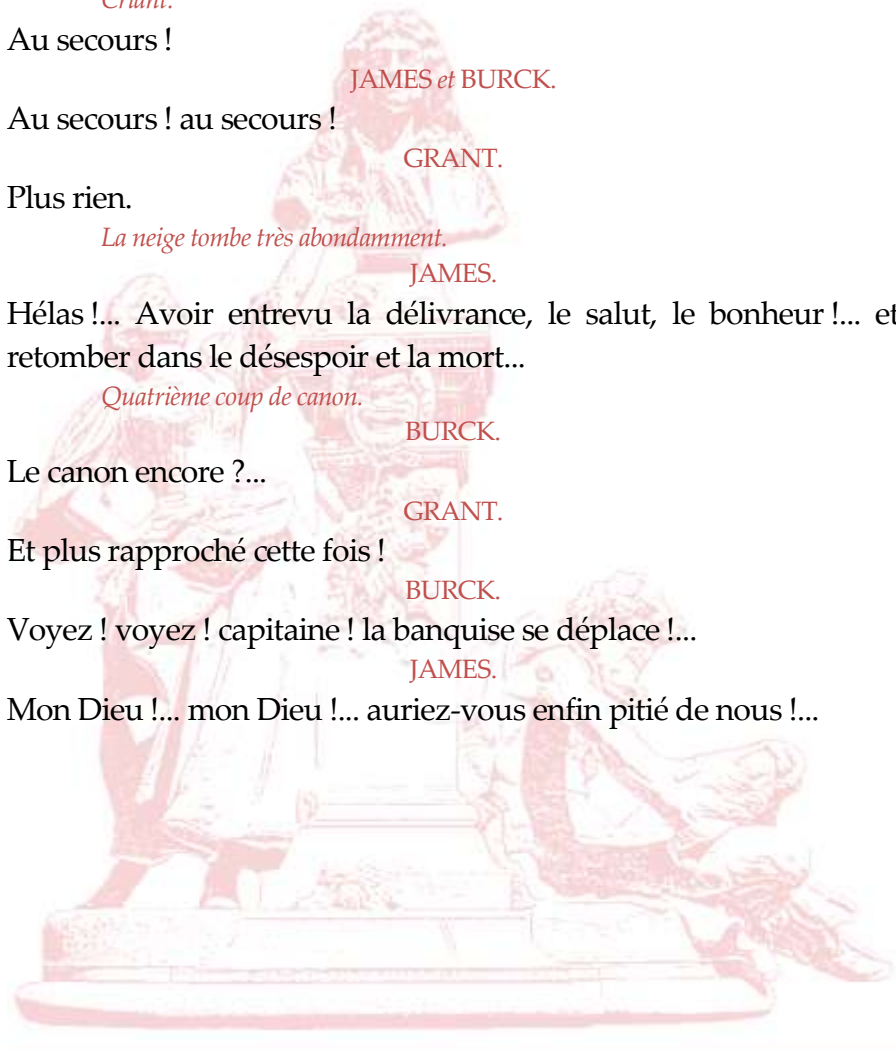 Criant.
Au secours !
JAMES et BURCK.
Au secours ! au secours !
GRANT.
Plus rien.
La neige tombe très abondamment.
JAMES.
Hélas !... Avoir entrevu la délivrance, le salut, le bonheur !... et
retomber dans le désespoir et la mort...
Quatrième coup de canon.
BURCK.
Le canon encore ?...
GRANT.
Et plus rapproché cette fois !
BURCK.
Voyez ! voyez ! capitaine ! la banquise se déplace !...
JAMES.
Mon Dieu !... mon Dieu !... auriez-vous enfin pitié de nous !...